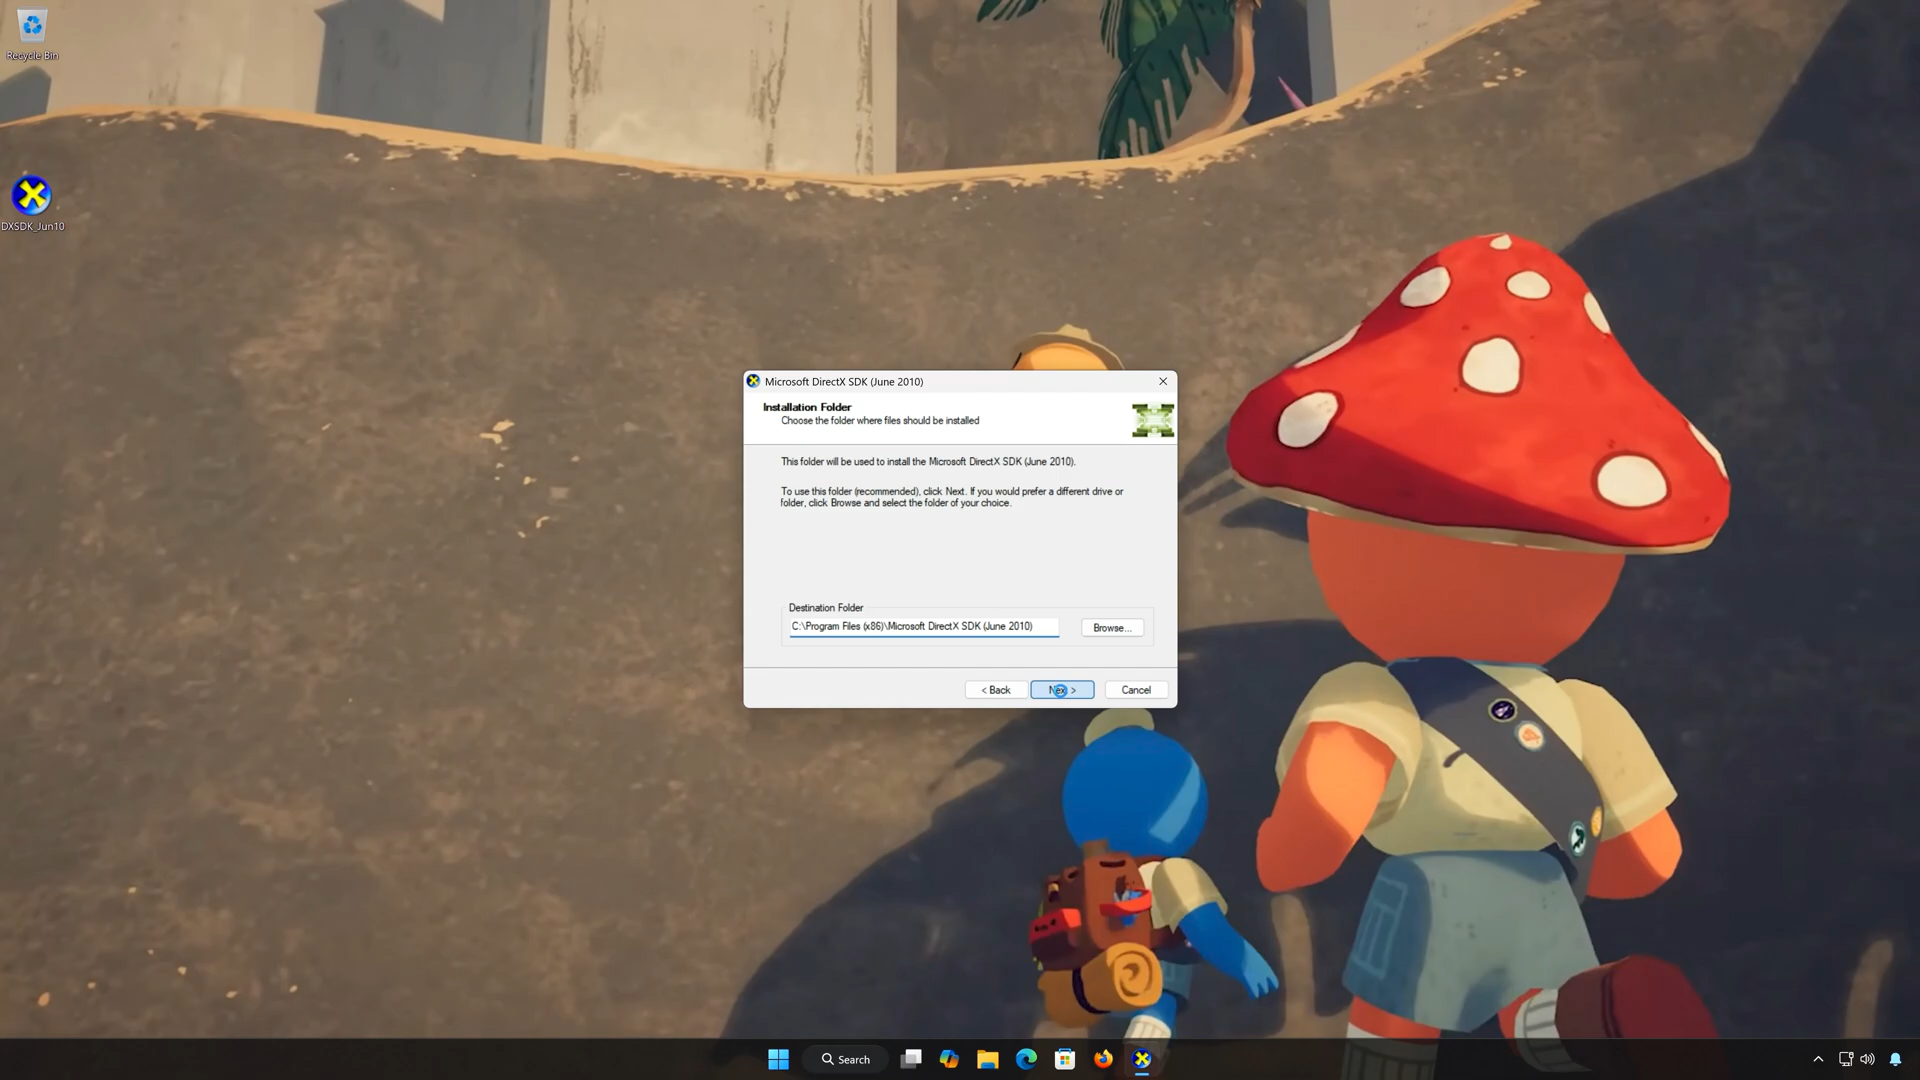 Recycle Bin
DXSDK_Jun10
Microsoft DirectX SDK (June 2010)
Installation Folder
Choose the folder where files should be installed
This folder will be used to install the Microsoft DirectX SDK (June 2010).
To use this folder (recommended), click Next. If you would prefer a different drive or
folder, click Browse and select the folder of your choice.
Destination Folder
C:\Program Files (x86)\Microsoft DirectX SDK (June 2010)
Browse...
< Back
Cancel
Search